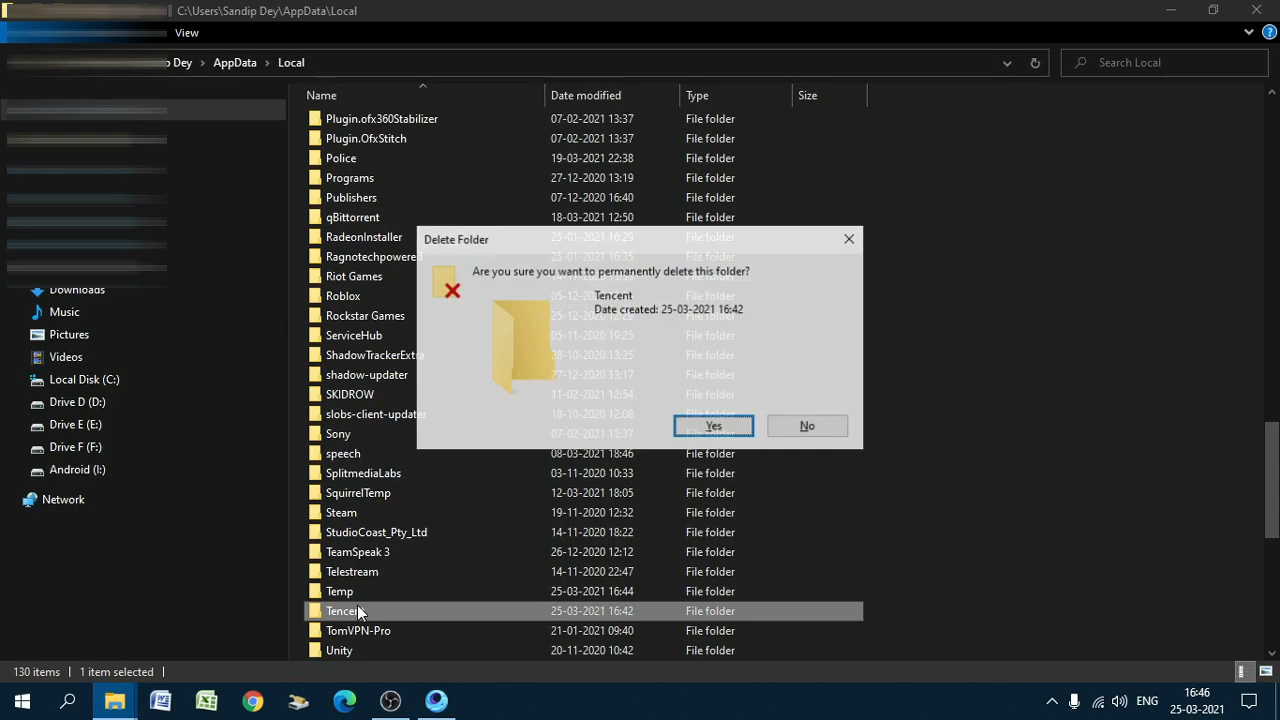 C:\Users\Sandip Dey\AppData\Local
View
p Dey > AppData > Local
Search Local
Name Date modified Type Size
Plugin.ofx360Stabilizer 07-02-2021 13:37 File folder
Plugin.OfxStitch 07-02-2021 13:37 File folder
Police 19-03-2021 22:38 File folder
Programs 27-12-2020 13:19 File folder
Publishers 07-12-2020 16:40 File folder
qBittorrent 18-03-2021 12:50 File folder
RadeonInstaller 25-01-2021 16:29 File folder
Ragnotechpowered 25-01-2021 16:35 File folder
Riot Games File folder
Roblox 05-12-2020 File folder
Rockstar Games 25-12-2020 12:29 File folder
ServiceHub 05-11-2020 19:25 File folder
ShadowTrackerExtra 28-10-2020 13:25 File folder
shadow-updater 27-12-2020 13:17 File folder
SKIDROW 11-02-2021 12:54 File folder
slobs-client-updater 18-10-2020 12:08 File folder
Sony 07-02-2021 13:37 File folder
speech 08-03-2021 18:46 File folder
SplitmediaLabs 03-11-2020 10:33 File folder
SquirrelTemp 12-03-2021 18:05 File folder
Steam 19-11-2020 12:32 File folder
StudioCoast_Pty_Ltd 14-11-2020 18:22 File folder
TeamSpeak 3 26-12-2020 12:12 File folder
Telestream 14-11-2020 22:47 File folder
Temp 25-03-2021 16:44 File folder
Tencent 25-03-2021 16:42 File folder
TomVPN-Pro 21-01-2021 09:40 File folder
Unity 20-11-2020 10:42 File folder
Delete Folder
Are you sure you want to permanently delete this folder?
Tencent
Date created: 25-03-2021 16:42
Yes No
Downloads
Music
Pictures
Videos
Local Disk (C:)
Drive D (D:)
Drive E (E:)
Drive F (F:)
Android (I:)
Network
130 items 1 item selected
ENG
16:46
25-03-2021